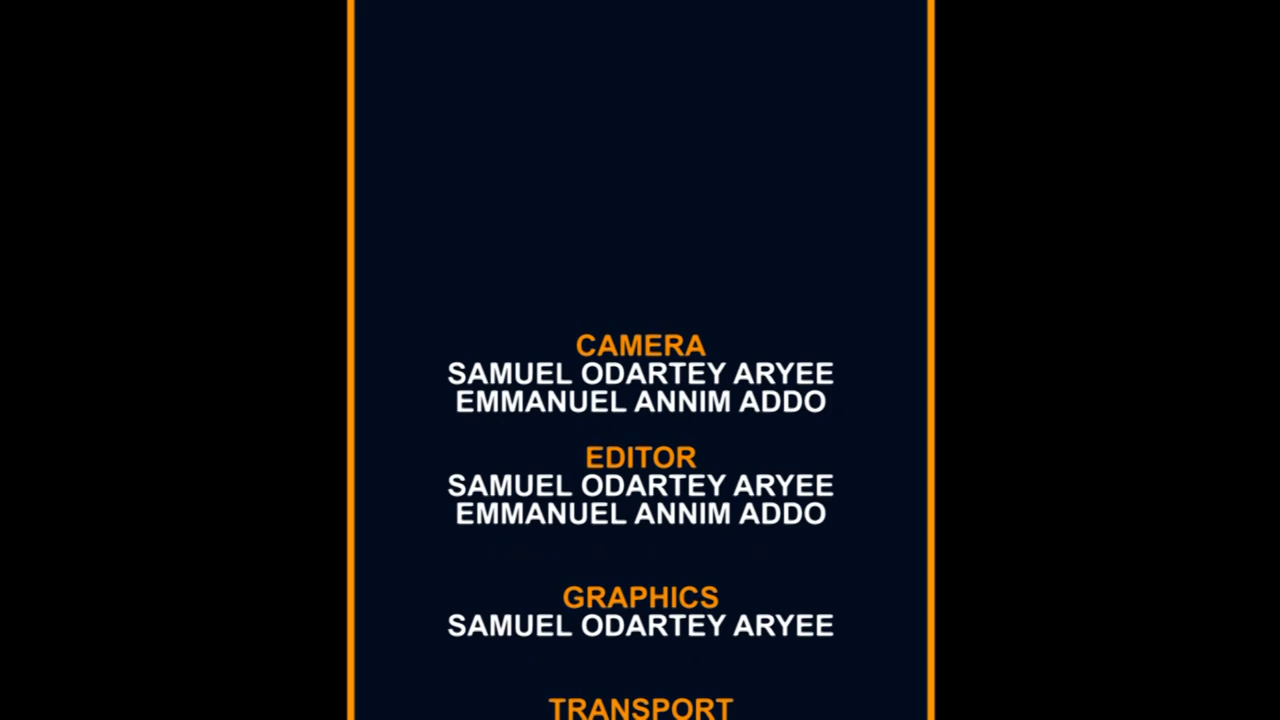 CAMERA
SAMUEL ODARTEY ARYEE
EMMANUEL ANNIM ADDO
EDITOR
SAMUEL ODARTEY ARYEE
EMMANUEL ANNIM ADDO
GRAPHICS
SAMUEL ODARTEY ARYEE
TRANSPORT